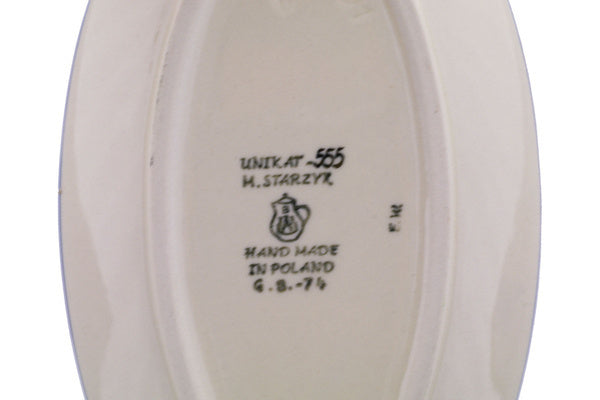 UNIKAT -555
M. STARZYK
HAND MADE
IN POLAND
G.B.-74